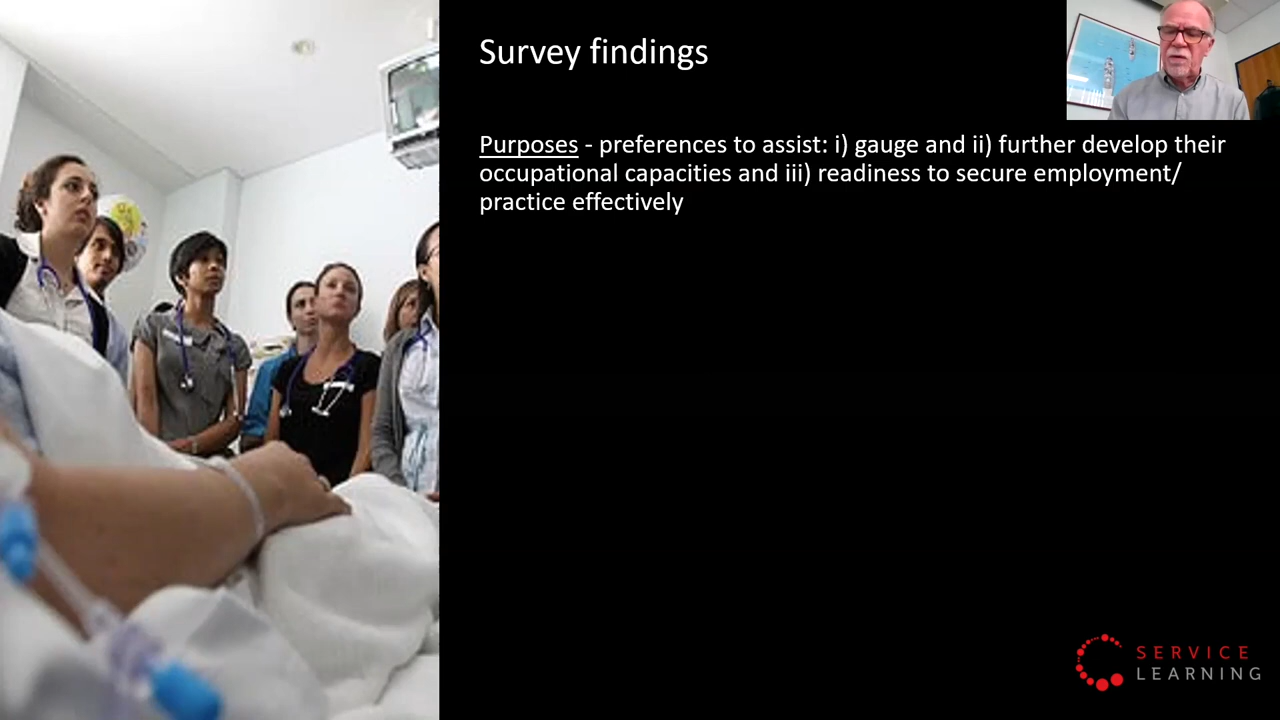 Survey findings
Purposes - preferences to assist: i) gauge and ii) further develop their
occupational capacities and iii) readiness to secure employment/
practice effectively
SERVICE
LEARNING